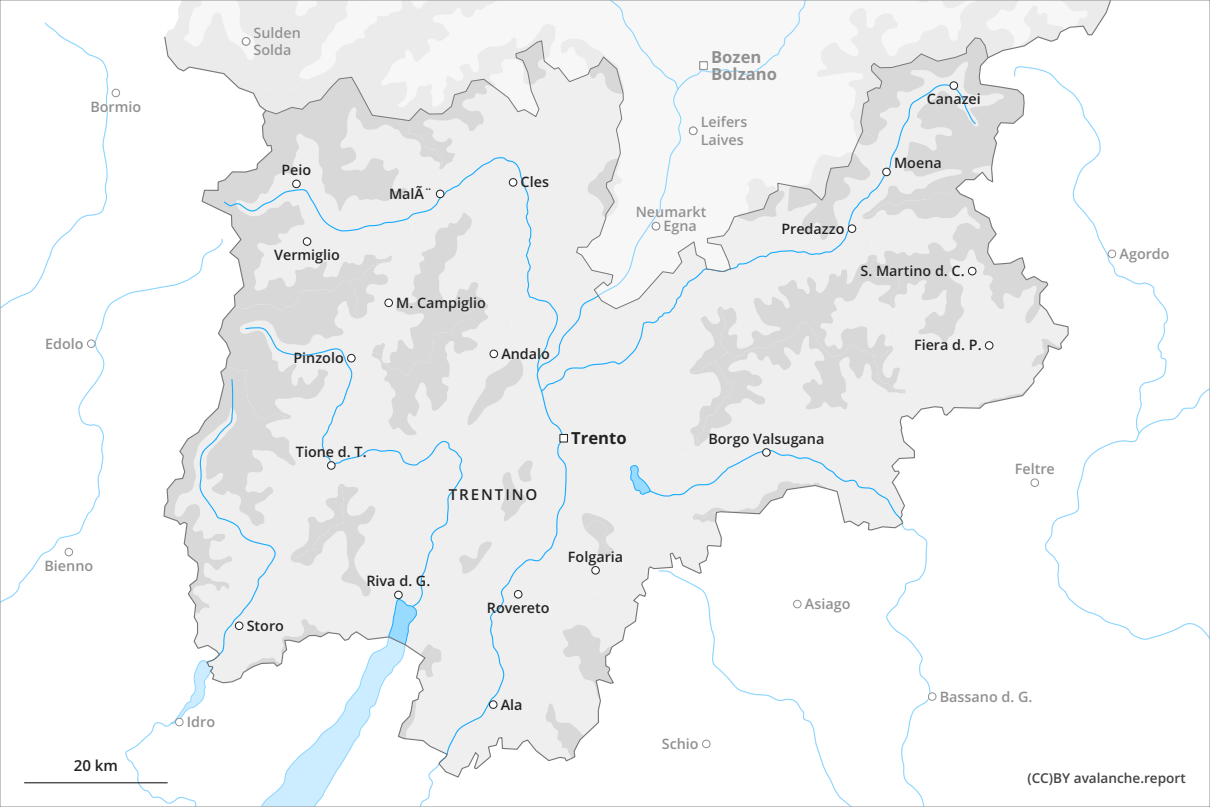 Sulden
Solda
Bozen
Bolzano
Bormio
Canazei
Leifers
Laives
Moena
Peio
MalÃ¨
Cles
Neumarkt
Egna
Predazzo
Vermiglio
Agordo
S. Martino d. C.
M. Campiglio
Edolo
Fiera d. P.
Pinzolo
Andalo
Trento
Borgo Valsugana
Tione d. T.
Feltre
TRENTINO
Folgaria
Bienno
Riva d. G.
Rovereto
Asiago
Storo
Bassano d. G.
Ala
Idro
Schio
20 km
(CC)BY avalanche.report